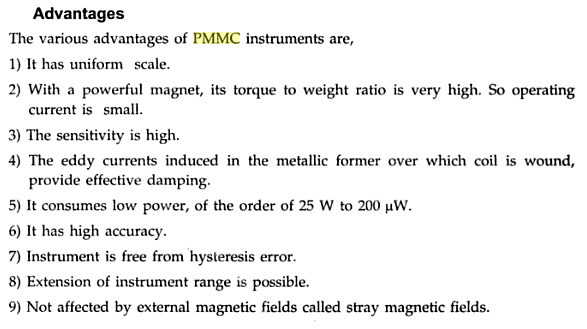 Advantages
The various advantages of PMMC instruments are,
1) It has uniform scale.
2) With a powerful magnet, its torque to weight ratio is very high. So operating
current is small.
3) The sensitivity is high.
4) The eddy currents induced in the metallic former over which coil is wound,
provide effective damping.
5) It consumes low power, of the order of 25 W to 200 μW.
6) It has high accuracy.
7) Instrument is free from hysteresis error.
8) Extension of instrument range is possible.
9) Not affected by external magnetic fields called stray magnetic fields.